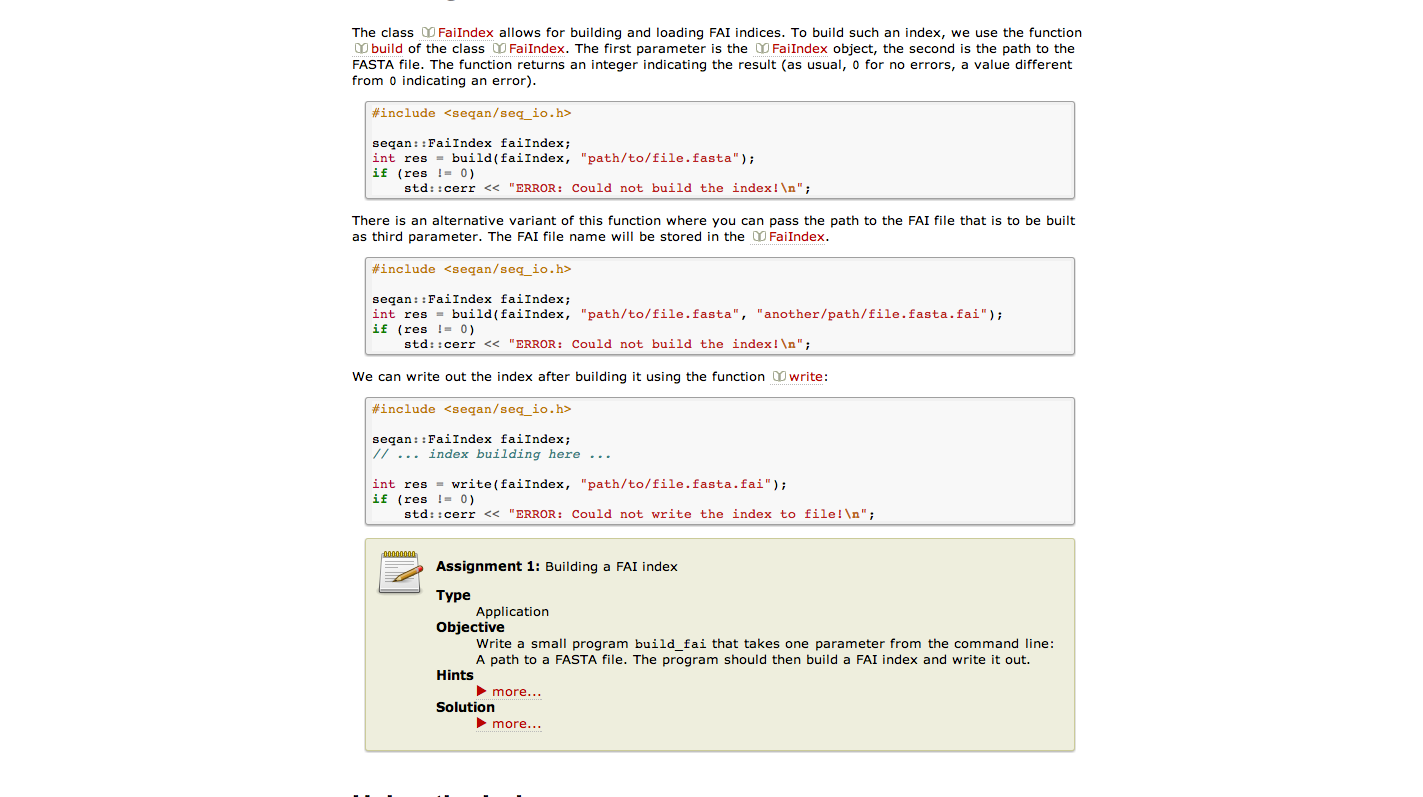 The class FaiIndex allows for building and loading FAI indices. To build such an index, we use the function
build of the class FaiIndex. The first parameter is the FaiIndex object, the second is the path to the
FASTA file. The function returns an integer indicating the result (as usual, 0 for no errors, a value different
from 0 indicating an error).
#include <seqan/seq_io.h>
seqan::FaiIndex faiIndex;
int res = build(faiIndex, "path/to/file.fasta");
if (res != 0)
    std::cerr << "ERROR: Could not build the index!\n";
There is an alternative variant of this function where you can pass the path to the FAI file that is to be built
as third parameter. The FAI file name will be stored in the FaiIndex.
#include <seqan/seq_io.h>
seqan::FaiIndex faiIndex;
int res = build(faiIndex, "path/to/file.fasta", "another/path/file.fasta.fai");
if (res != 0)
    std::cerr << "ERROR: Could not build the index!\n";
We can write out the index after building it using the function write:
#include <seqan/seq_io.h>
seqan::FaiIndex faiIndex;
// ... index building here ...
int res = write(faiIndex, "path/to/file.fasta.fai");
if (res != 0)
    std::cerr << "ERROR: Could not write the index to file!\n";
Assignment 1: Building a FAI index
Type
Application
Objective
Write a small program build_fai that takes one parameter from the command line:
A path to a FASTA file. The program should then build a FAI index and write it out.
Hints
more...
Solution
more...